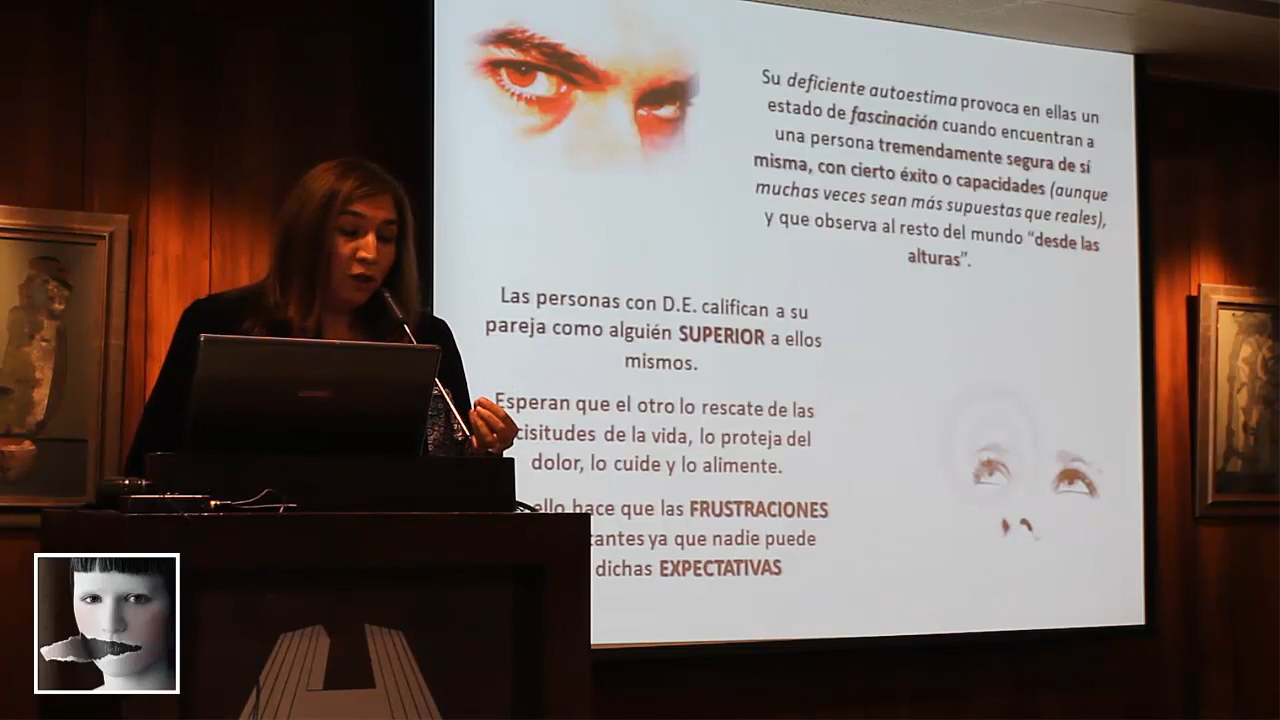 Su deficiente autoestima provoca en ellas un
estado de fascinación cuando encuentran a
una persona tremendamente segura de sí
misma, con cierto éxito o capacidades (aunque
muchas veces sean más supuestas que reales),
y que observa al resto del mundo “desde las
alturas”.
Las personas con D.E. califican a su
pareja como alguién SUPERIOR a ellos
mismos.
Esperan que el otro lo rescate de las
cisitudes de la vida, lo proteja del
dolor, lo cuide y lo alimente.
ello hace que las FRUSTRACIONES
tantes ya que nadie puede
dichas EXPECTATIVAS